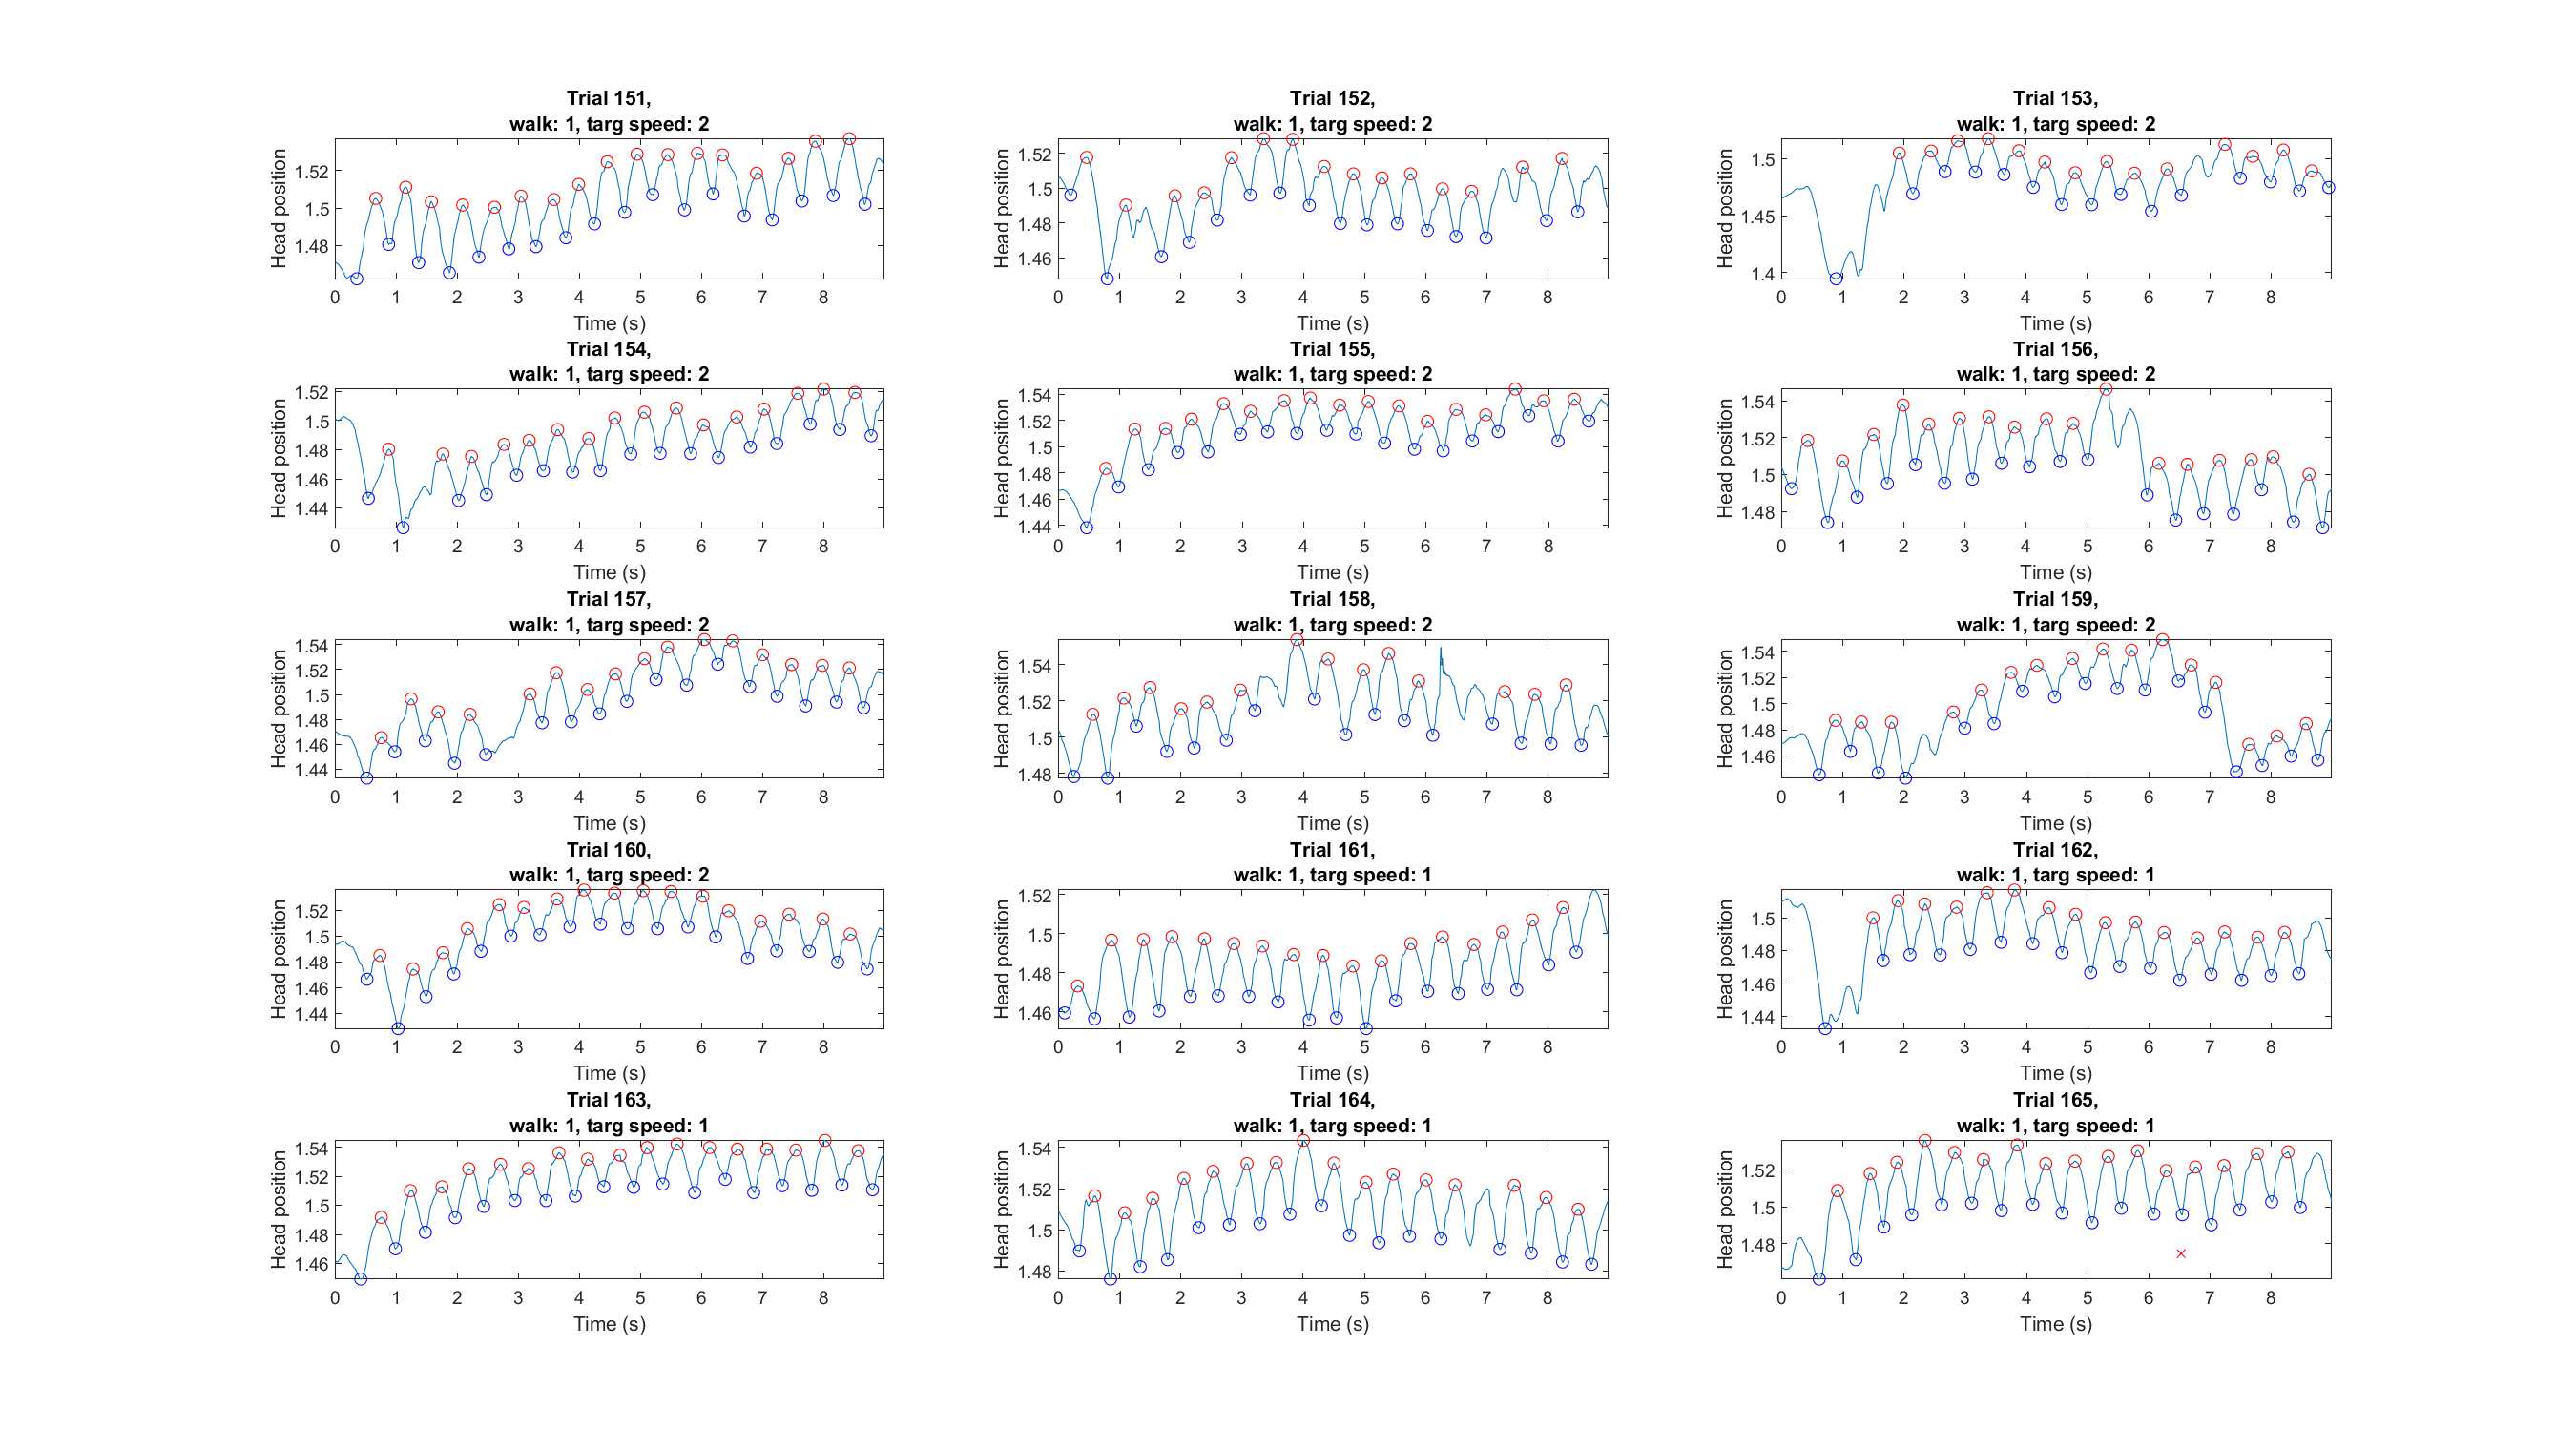 Trial 151,
walk: 1, targ speed: 2
Head position
1.52
1.5
1.48
0 1 2 3 4 5 6 7 8
Time (s)
Trial 152,
walk: 1, targ speed: 2
Head position
1.52
1.5
1.48
1.46
0 1 2 3 4 5 6 7 8
Time (s)
Trial 153,
walk: 1, targ speed: 2
Head position
1.5
1.45
1.4
0 1 2 3 4 5 6 7 8
Time (s)
Trial 154,
walk: 1, targ speed: 2
Head position
1.52
1.5
1.48
1.46
1.44
0 1 2 3 4 5 6 7 8
Time (s)
Trial 155,
walk: 1, targ speed: 2
Head position
1.54
1.52
1.5
1.48
1.46
1.44
0 1 2 3 4 5 6 7 8
Time (s)
Trial 156,
walk: 1, targ speed: 2
Head position
1.54
1.52
1.5
1.48
0 1 2 3 4 5 6 7 8
Time (s)
Trial 157,
walk: 1, targ speed: 2
Head position
1.54
1.52
1.5
1.48
1.46
1.44
0 1 2 3 4 5 6 7 8
Time (s)
Trial 158,
walk: 1, targ speed: 2
Head position
1.54
1.52
1.5
1.48
0 1 2 3 4 5 6 7 8
Time (s)
Trial 159,
walk: 1, targ speed: 2
Head position
1.54
1.52
1.5
1.48
1.46
0 1 2 3 4 5 6 7 8
Time (s)
Trial 160,
walk: 1, targ speed: 2
Head position
1.52
1.5
1.48
1.46
1.44
0 1 2 3 4 5 6 7 8
Time (s)
Trial 161,
walk: 1, targ speed: 1
Head position
1.52
1.5
1.48
1.46
0 1 2 3 4 5 6 7 8
Time (s)
Trial 162,
walk: 1, targ speed: 1
Head position
1.5
1.48
1.46
1.44
0 1 2 3 4 5 6 7 8
Time (s)
Trial 163,
walk: 1, targ speed: 1
Head position
1.54
1.52
1.5
1.48
1.46
0 1 2 3 4 5 6 7 8
Time (s)
Trial 164,
walk: 1, targ speed: 1
Head position
1.54
1.52
1.5
1.48
0 1 2 3 4 5 6 7 8
Time (s)
Trial 165,
walk: 1, targ speed: 1
Head position
1.52
1.5
1.48
0 1 2 3 4 5 6 7 8
Time (s)